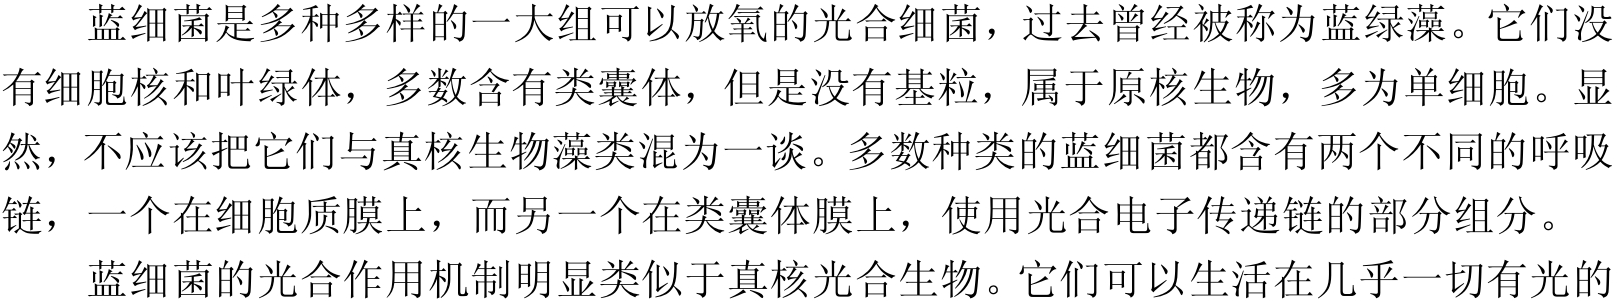 蓝细菌是多种多样的一大组可以放氧的光合细菌，过去曾经被称为蓝绿藻。它们没
有细胞核和叶绿体，多数含有类囊体，但是没有基粒，属于原核生物，多为单细胞。显
然，不应该把它们与真核生物藻类混为一谈。多数种类的蓝细菌都含有两个不同的呼吸
链，一个在细胞质膜上，而另一个在类囊体膜上，使用光合电子传递链的部分组分。
蓝细菌的光合作用机制明显类似于真核光合生物。它们可以生活在几乎一切有光的